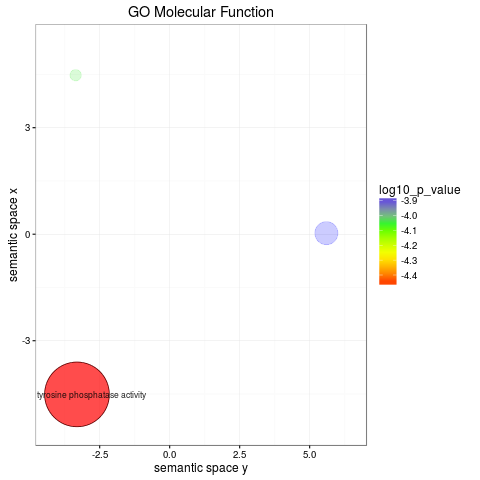 GO Molecular Function
semantic space x
3
0
-3
tyrosine phosphatase activity
-2.5
0.0
2.5
5.0
semantic space y
log10_p_value
-3.9
-4.0
-4.1
-4.2
-4.3
-4.4